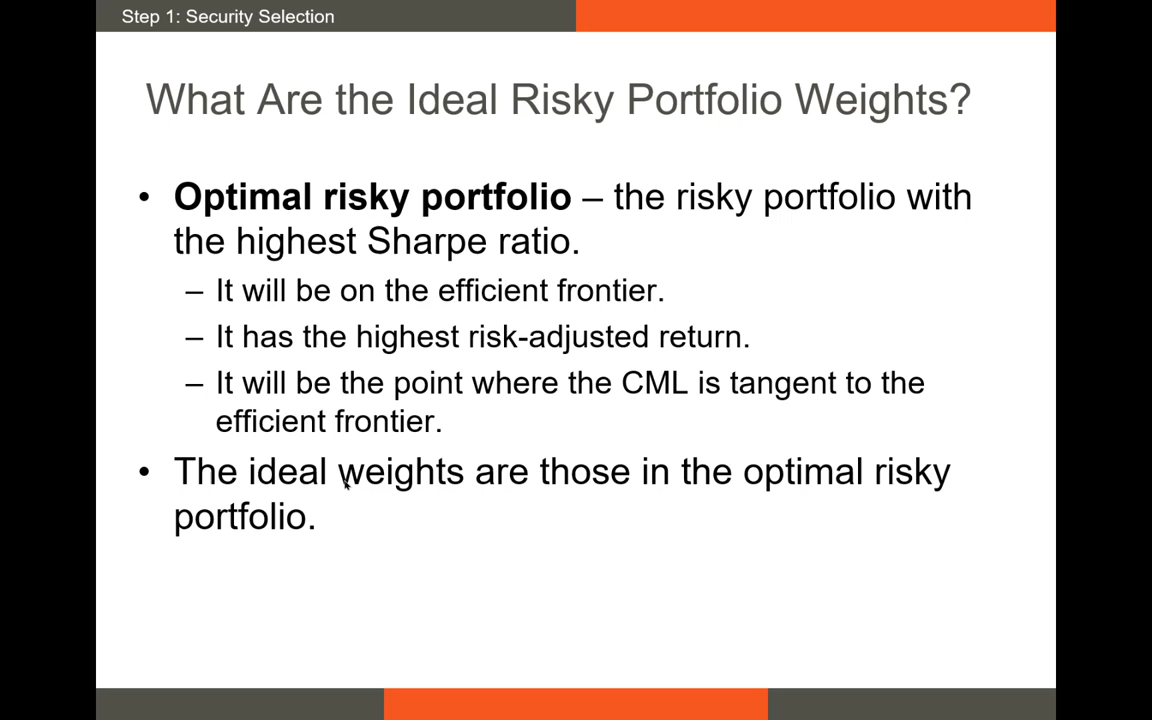 Step 1: Security Selection
What Are the Ideal Risky Portfolio Weights?
• Optimal risky portfolio – the risky portfolio with
the highest Sharpe ratio.
– It will be on the efficient frontier.
– It has the highest risk-adjusted return.
– It will be the point where the CML is tangent to the
efficient frontier.
• The ideal weights are those in the optimal risky
portfolio.